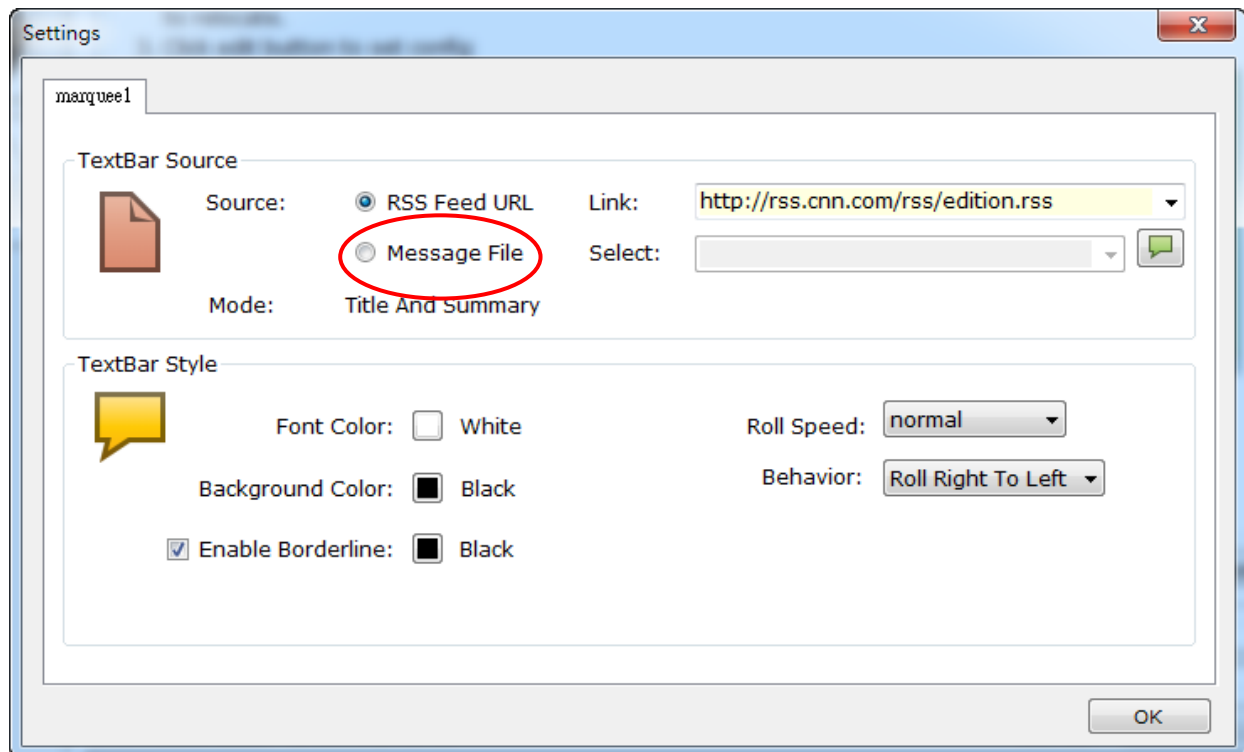 Settings
marquee1
TextBar Source
Source: RSS Feed URL Link: http://rss.cnn.com/rss/edition.rss
Message File Select:
Mode: Title And Summary
TextBar Style
Font Color: White Roll Speed: normal
Background Color: Black Behavior: Roll Right To Left
Enable Borderline: Black
OK